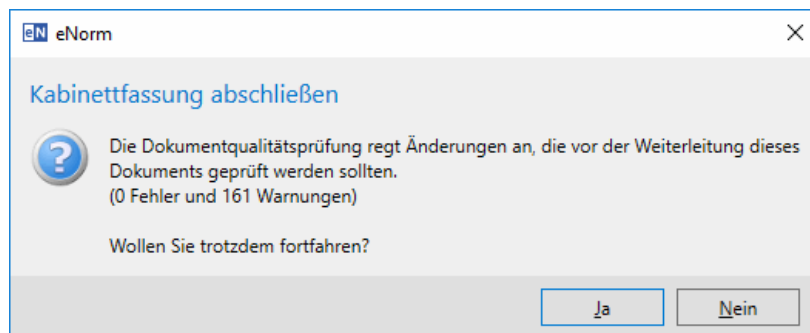 eN eNorm
Kabinettfassung abschließen
Die Dokumentqualitätsprüfung regt Änderungen an, die vor der Weiterleitung dieses
Dokuments geprüft werden sollten.
(0 Fehler und 161 Warnungen)
Wollen Sie trotzdem fortfahren?
Ja Nein